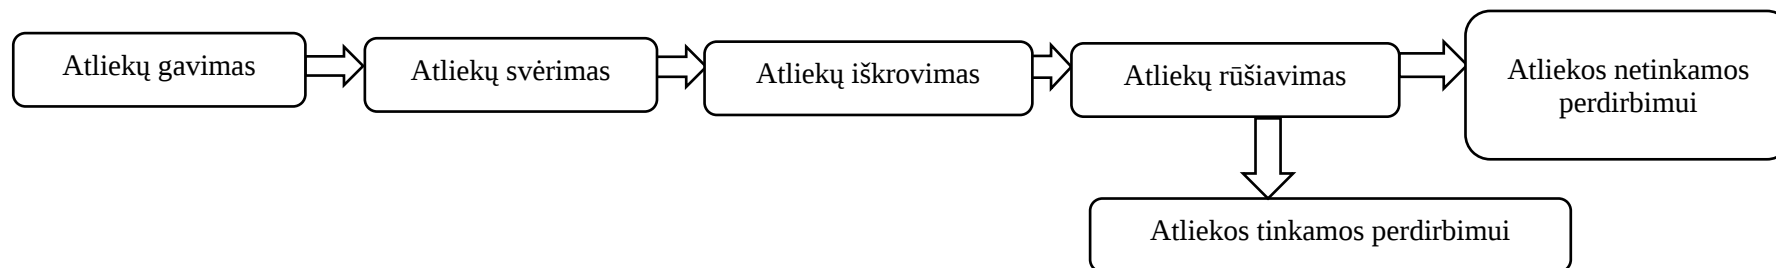 Atliekų gavimas
Atliekų svėrimas
Atliekų iškrovimas
Atliekų rūšiavimas
Atliekos netinkamos
perdirbimui
Atliekos tinkamos perdirbimui